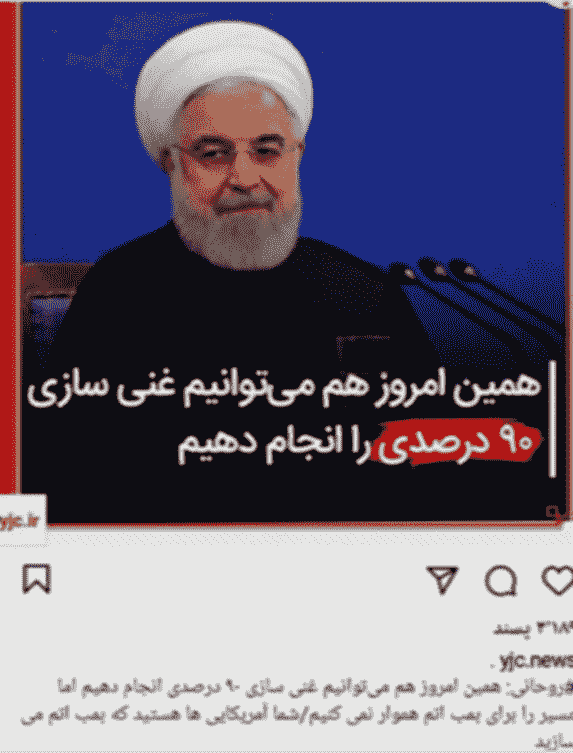 همین امروز هم می‌توانیم غنی سازی
۹۰ درصدی را انجام دهیم
yjc.ir
۳٬۱۸۹ پسند
yjc.news .
#روحانی: همین امروز هم می‌توانیم غنی سازی ۹۰ درصدی انجام دهیم اما
مسیر را برای بمب اتم هموار نمی کنیم/شما آمریکایی ها هستید که بمب اتم می
سازید